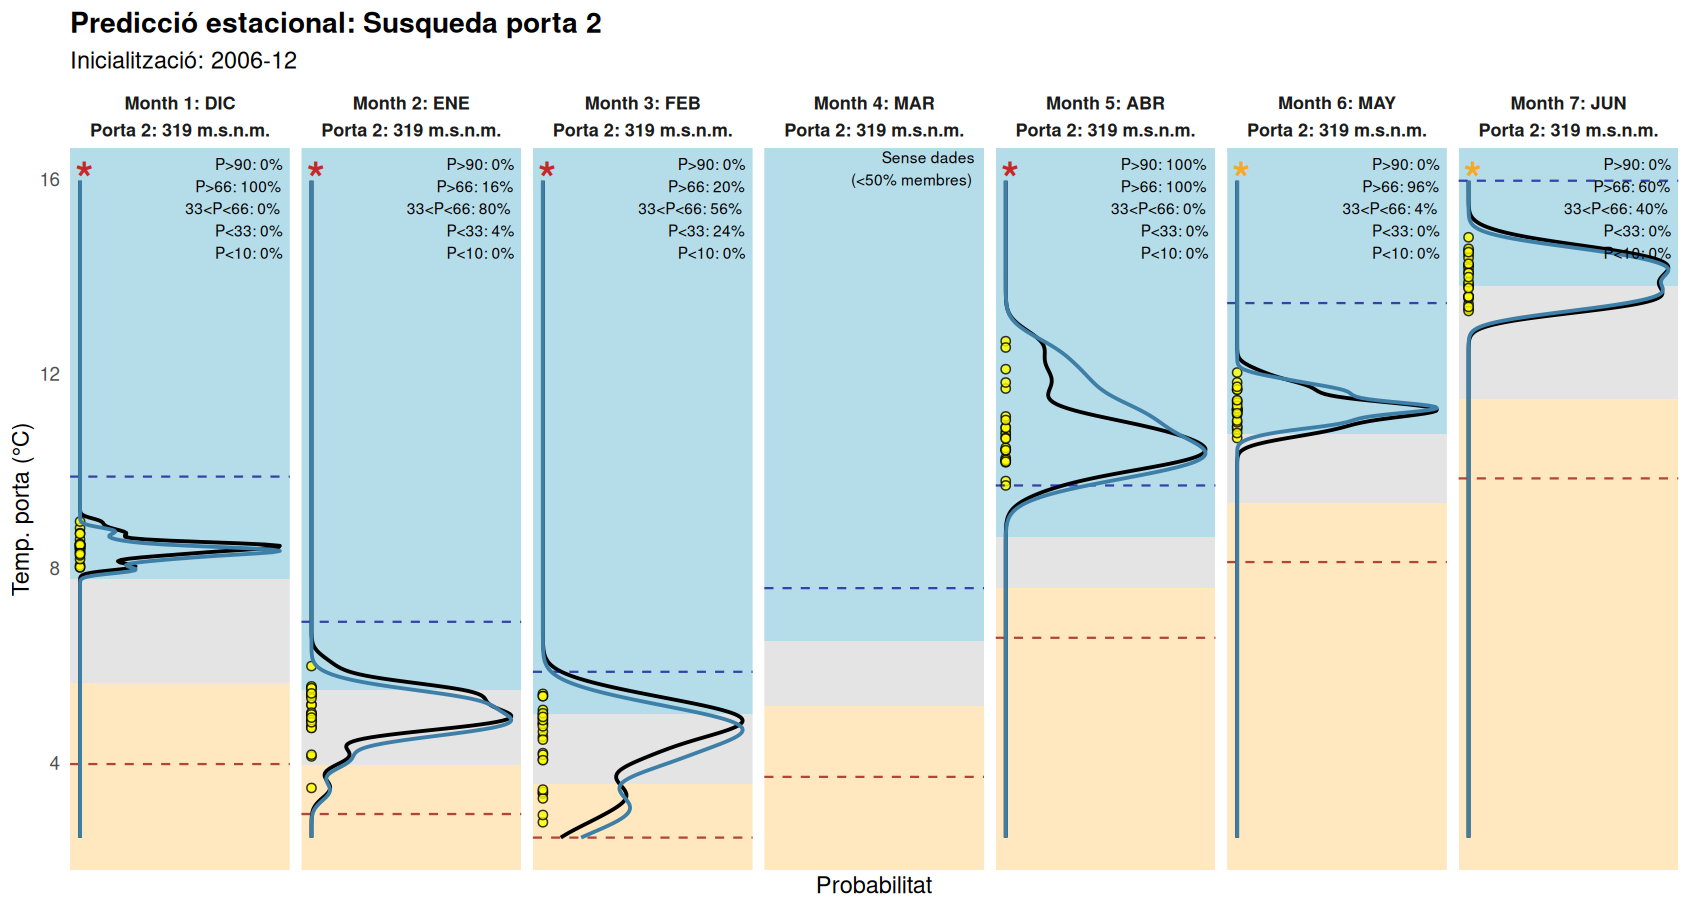 Predicció estacional: Susqueda porta 2
Inicialització: 2006-12
Month 1: DIC
Porta 2: 319 m.s.n.m.
Month 2: ENE
Porta 2: 319 m.s.n.m.
Month 3: FEB
Porta 2: 319 m.s.n.m.
Month 4: MAR
Porta 2: 319 m.s.n.m.
Month 5: ABR
Porta 2: 319 m.s.n.m.
Month 6: MAY
Porta 2: 319 m.s.n.m.
Month 7: JUN
Porta 2: 319 m.s.n.m.
*
P>90: 0%
P>66: 100%
33<P<66: 0%
P<33: 0%
P<10: 0%
*
P>90: 0%
P>66: 16%
33<P<66: 80%
P<33: 4%
P<10: 0%
*
P>90: 0%
P>66: 20%
33<P<66: 56%
P<33: 24%
P<10: 0%
Sense dades
(<50% membres)
*
P>90: 100%
P>66: 100%
33<P<66: 0%
P<33: 0%
P<10: 0%
*
P>90: 0%
P>66: 96%
33<P<66: 4%
P<33: 0%
P<10: 0%
*
P>90: 0%
P>66: 60%
33<P<66: 40%
P<33: 0%
P<10: 0%
16
12
8
4
Temp. porta (°C)
Probabilitat